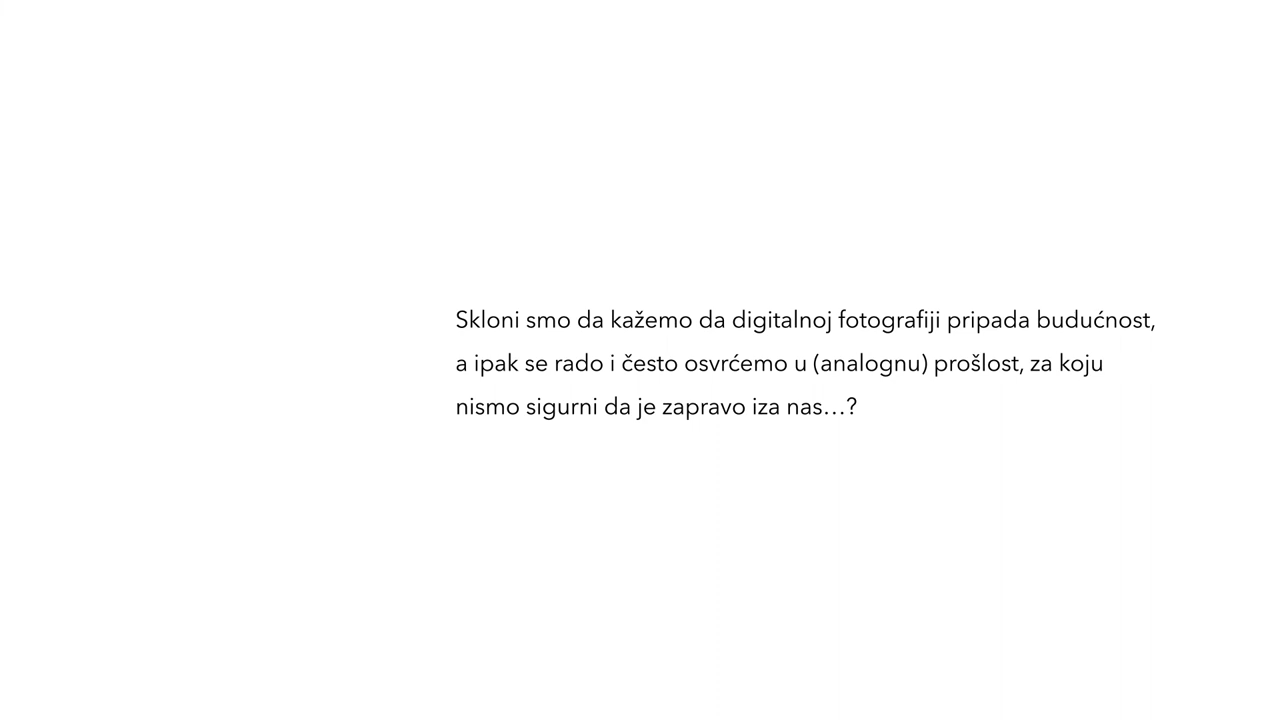 Skloni smo da kažemo da digitalnoj fotografiji pripada budućnost,
a ipak se rado i često osvrćemo u (analognu) prošlost, za koju
nismo sigurni da je zapravo iza nas…?